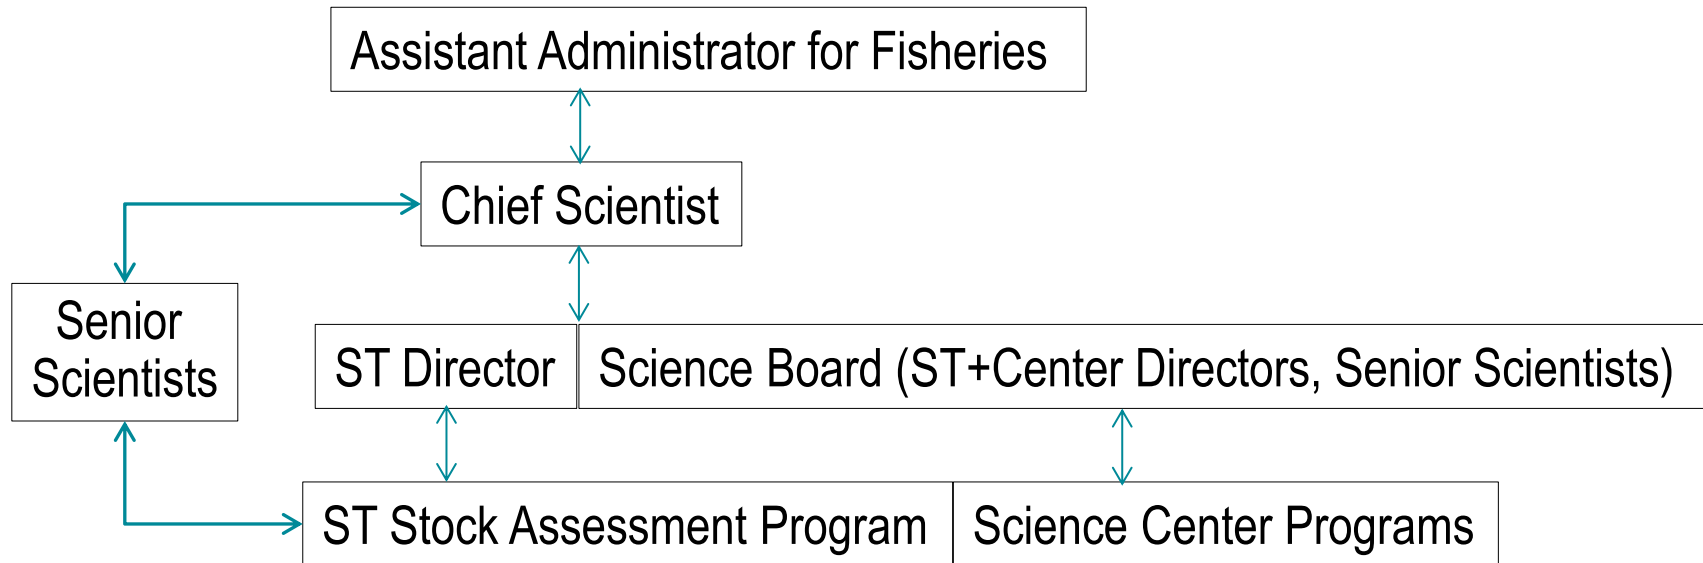 Assistant Administrator for Fisheries
Chief Scientist
Senior
Scientists
ST Director
Science Board (ST+Center Directors, Senior Scientists)
ST Stock Assessment Program
Science Center Programs